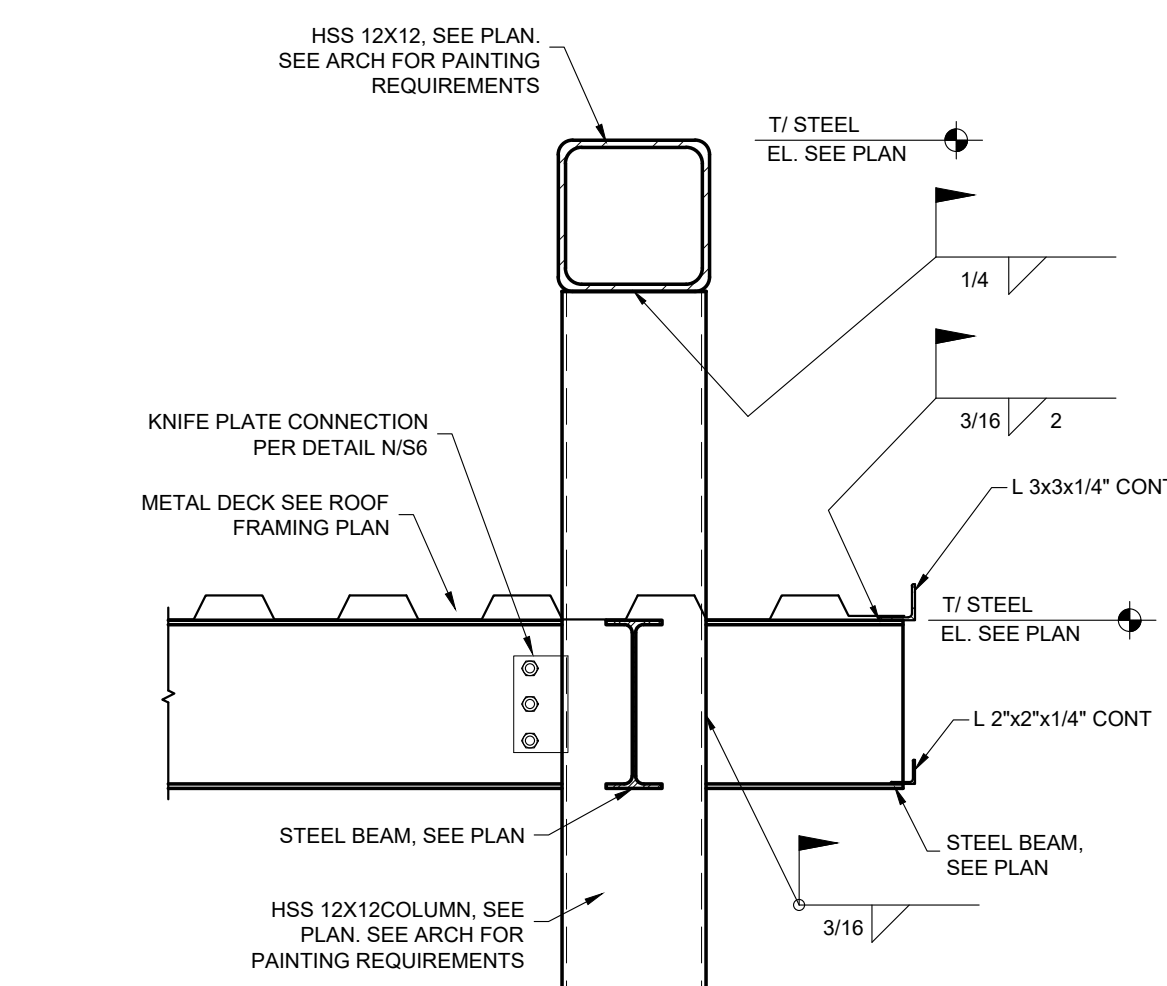 HSS 12X12, SEE PLAN.
SEE ARCH FOR PAINTING
REQUIREMENTS
T/ STEEL
EL. SEE PLAN
1/4
3/16 2
KNIFE PLATE CONNECTION
PER DETAIL N/S6
METAL DECK SEE ROOF
FRAMING PLAN
L 3x3x1/4" CONT
T/ STEEL
EL. SEE PLAN
L 2"x2"x1/4" CONT
STEEL BEAM, SEE PLAN
STEEL BEAM,
SEE PLAN
HSS 12X12COLUMN, SEE
PLAN. SEE ARCH FOR
PAINTING REQUIREMENTS
3/16